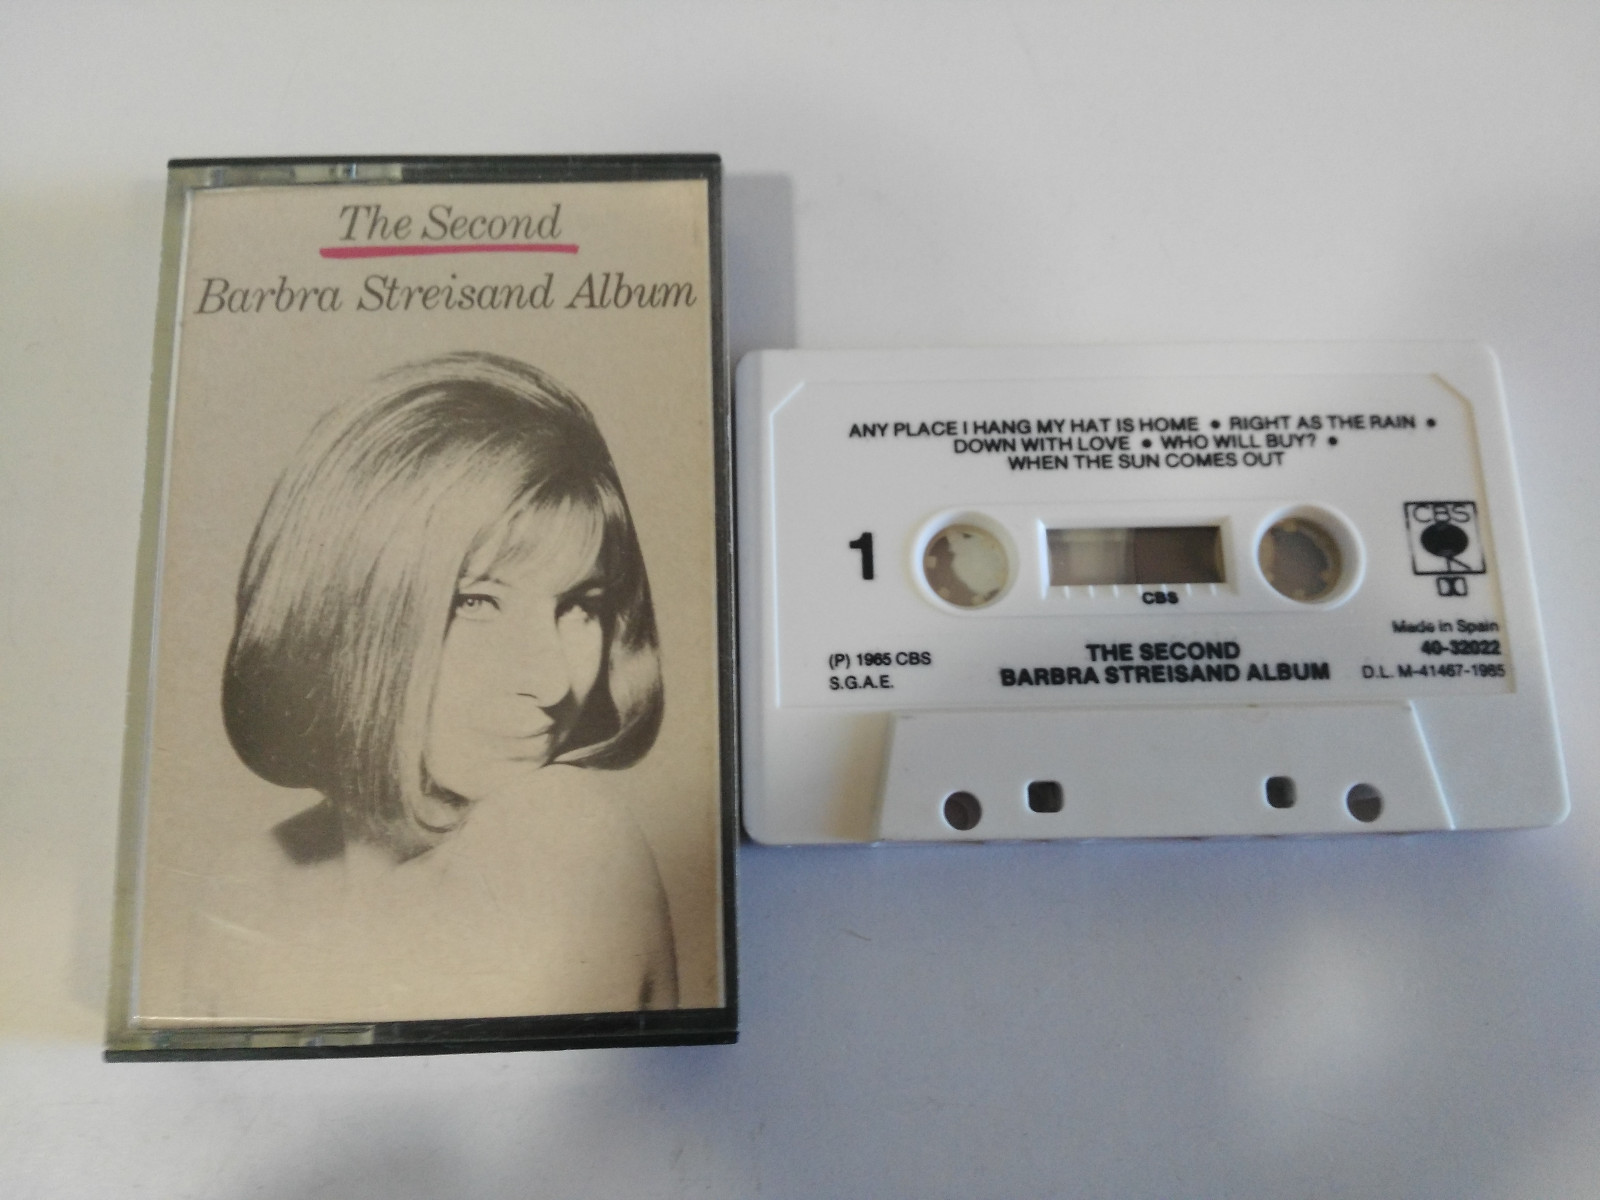 The Second
Barbra Streisand Album
ANY PLACE I HANG MY HAT IS HOME • RIGHT AS THE RAIN •
DOWN WITH LOVE • WHO WILL BUY? •
WHEN THE SUN COMES OUT
1
CBS
CBS
(P) 1965 CBS
S.G.A.E.
THE SECOND
BARBRA STREISAND ALBUM
Made in Spain
40-32022
D.L. M-41467-1985